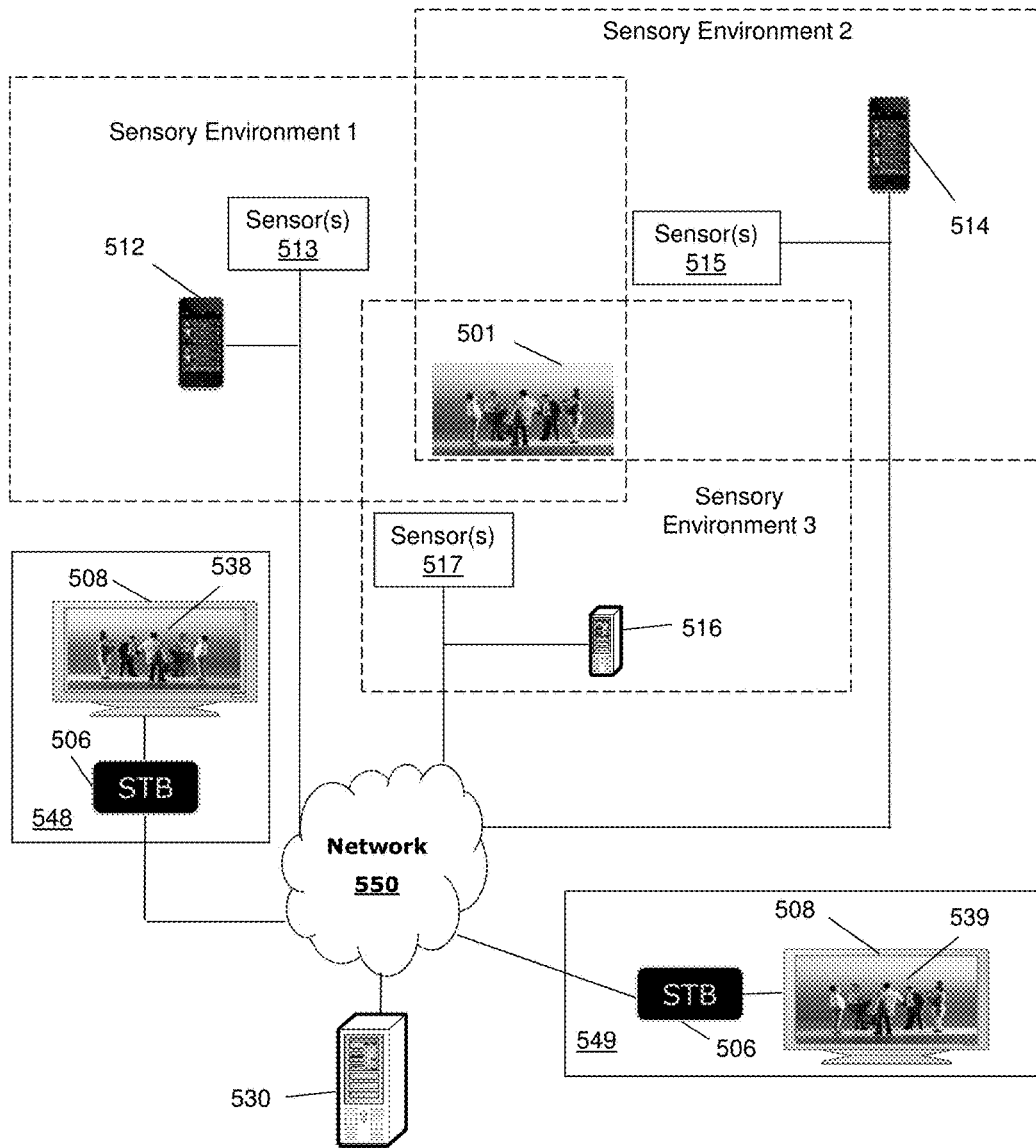 Sensory Environment 2
Sensory Environment 1
514
Sensor(s)
513
512
Sensor(s)
515
501
Sensory
Environment 3
Sensor(s)
517
516
508
538
506
STB
548
Network
550
508
539
STB
506
549
530